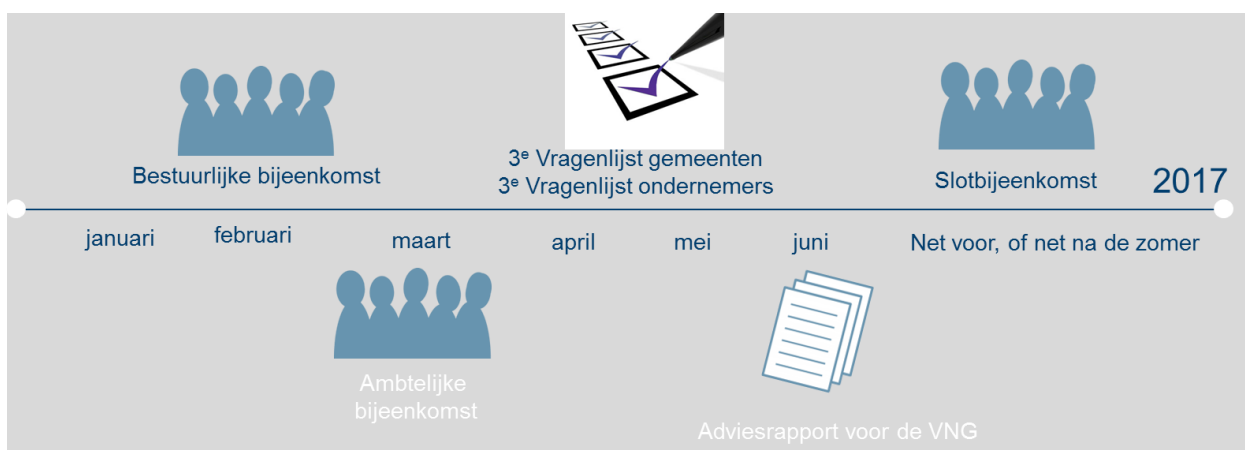 3e Vragenlijst gemeenten
3e Vragenlijst ondernemers
Bestuurlijke bijeenkomst
Slotbijeenkomst
2017
januari
februari
maart
april
mei
juni
Net voor, of net na de zomer
Ambtelijke
bijeenkomst
Adviesrapport voor de VNG